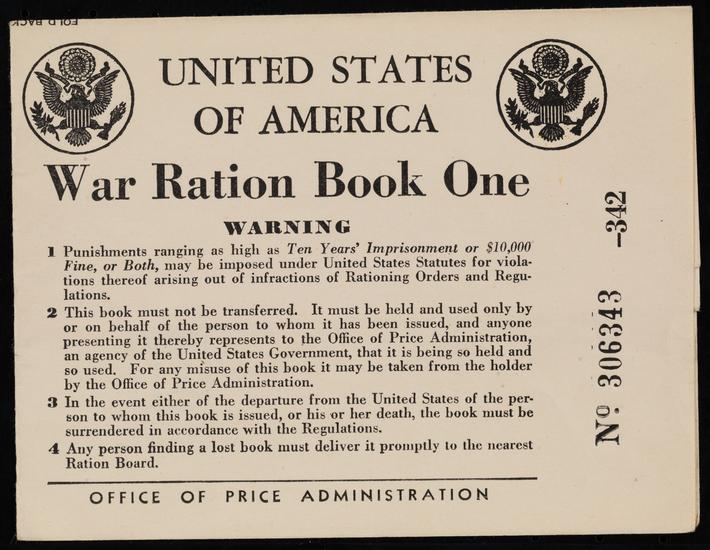 FOLD BACK
UNITED STATES
OF AMERICA
War Ration Book One
WARNING
1 Punishments ranging as high as Ten Years' Imprisonment or $10,000
Fine, or Both, may be imposed under United States Statutes for viola-
tions thereof arising out of infractions of Rationing Orders and Regu-
lations.
2 This book must not be transferred. It must be held and used only by
or on behalf of the person to whom it has been issued, and anyone
presenting it thereby represents to the Office of Price Administration,
an agency of the United States Government, that it is being so held and
so used. For any misuse of this book it may be taken from the holder
by the Office of Price Administration.
3 In the event either of the departure from the United States of the per-
son to whom this book is issued, or his or her death, the book must be
surrendered in accordance with the Regulations.
4 Any person finding a lost book must deliver it promptly to the nearest
Ration Board.
OFFICE OF PRICE ADMINISTRATION
No 306343 -342